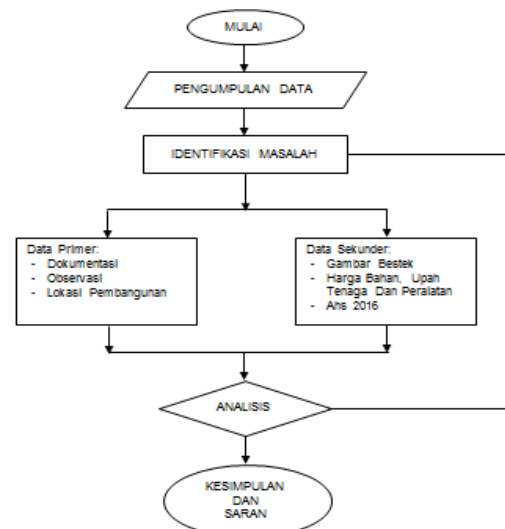 MULAI
PENGUMPULAN DATA
IDENTIFIKASI MASALAH
Data Primer:
- Dokumentasi
- Observasi
- Lokasi Pembangunan
Data Sekunder:
- Gambar Bestek
- Harga Bahan, Upah
Tenaga Dan Peralatan
- Ahs 2016
ANALISIS
KESIMPULAN
DAN
SARAN